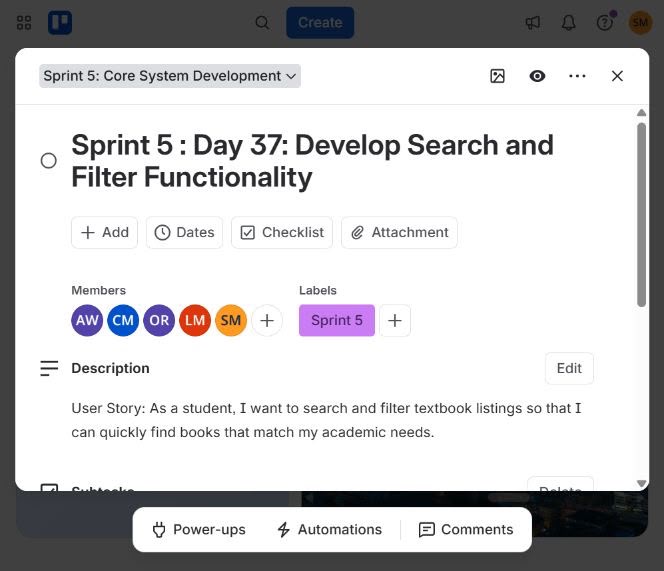 Create
SM
Sprint 5: Core System Development
Sprint 5 : Day 37: Develop Search and
Filter Functionality
Add
Dates
Checklist
Attachment
Members
Labels
AW CM OR LM SM
Sprint 5
Description
Edit
User Story: As a student, I want to search and filter textbook listings so that I
can quickly find books that match my academic needs.
Subtasks
Delete
Power-ups
Automations
Comments